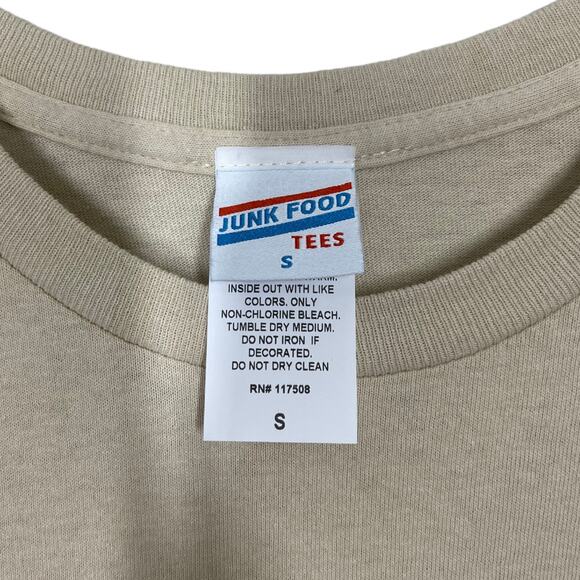 JUNK FOOD
TEES
S
INSIDE OUT WITH LIKE
COLORS. ONLY
NON-CHLORINE BLEACH.
TUMBLE DRY MEDIUM.
DO NOT IRON IF
DECORATED.
DO NOT DRY CLEAN
RN# 117508
S